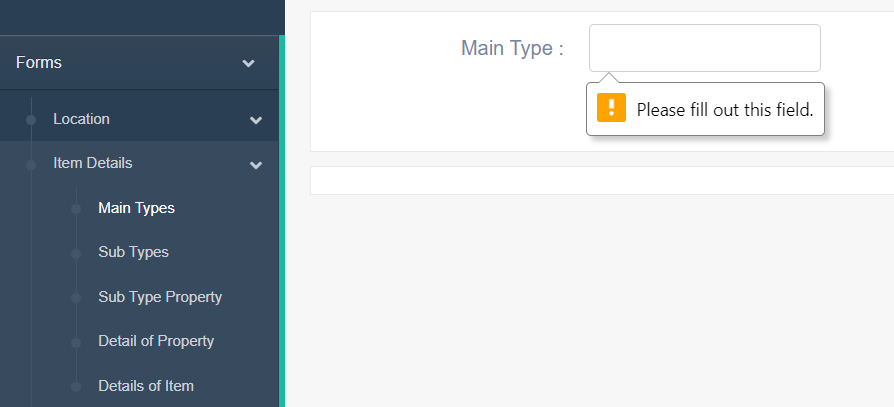 Forms
Location
Item Details
Main Types
Sub Types
Sub Type Property
Detail of Property
Details of Item
Main Type :
Please fill out this field.